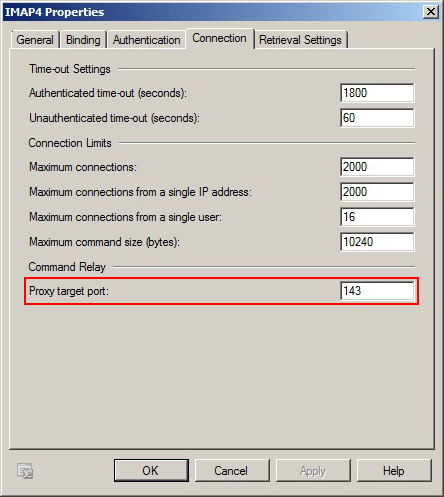 IMAP4 Properties
General Binding Authentication Connection Retrieval Settings
Time-out Settings
Authenticated time-out (seconds): 1800
Unauthenticated time-out (seconds): 60
Connection Limits
Maximum connections: 2000
Maximum connections from a single IP address: 2000
Maximum connections from a single user: 16
Maximum command size (bytes): 10240
Command Relay
Proxy target port: 143
OK Cancel Apply Help